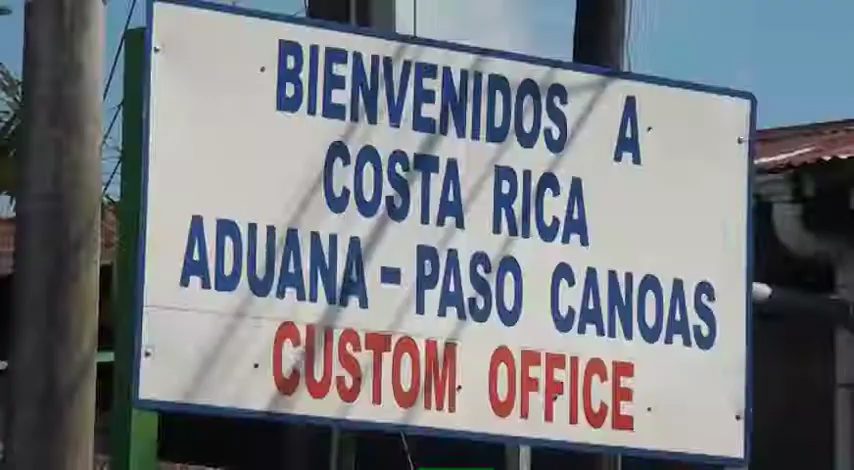 BIENVENIDOS A
COSTA RICA
ADUANA - PASO CANOAS
CUSTOM OFFICE